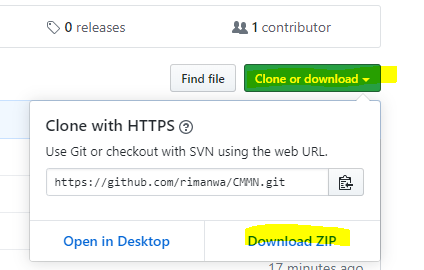 0 releases
1 contributor
Find file
Clone or download
Clone with HTTPS
Use Git or checkout with SVN using the web URL.
https://github.com/rimanwa/CMMN.git
Open in Desktop
Download ZIP
17 minutes ago